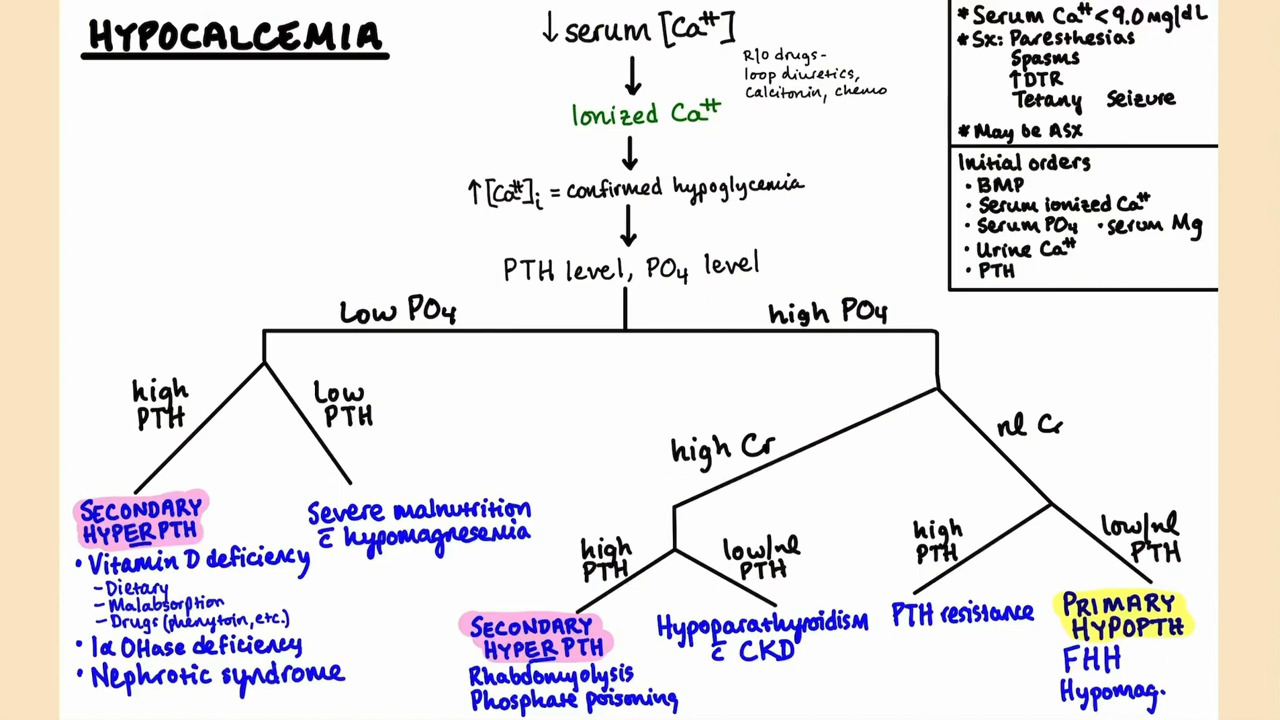 HYPOCALCEMIA
↓ serum [Ca⧺]
R/o drugs-
loop diuretics,
calcitonin, chemo
Ionized Ca⧺
↑[Ca⧺]i = confirmed hypoglycemia
PTH level, PO4 level
* Serum Ca⧺ < 9.0 mg/dL
* Sx: Paresthesias
Spasms
↑DTR
Tetany Seizure
* May be ASX
Initial orders
• BMP
• Serum ionized Ca⧺
• Serum PO4 • serum Mg
• Urine Ca⧺
• PTH
Low PO4
high PO4
high
PTH
Low
PTH
SECONDARY
HYPERPTH
• Vitamin D deficiency
- Dietary
- Malabsorption
- Drugs (phenytoin, etc.)
• 1α OHase deficiency
• Nephrotic syndrome
Severe malnutrition
c̄ hypomagnesemia
high Cr
nl Cr
high
PTH
low/nl
PTH
SECONDARY
HYPERPTH
Rhabdomyolysis
Phosphate poisoning
Hypoparathyroidism
c̄ CKD
high
PTH
low/nl
PTH
PTH resistance
PRIMARY
HYPOPTH
FHH
Hypomag.